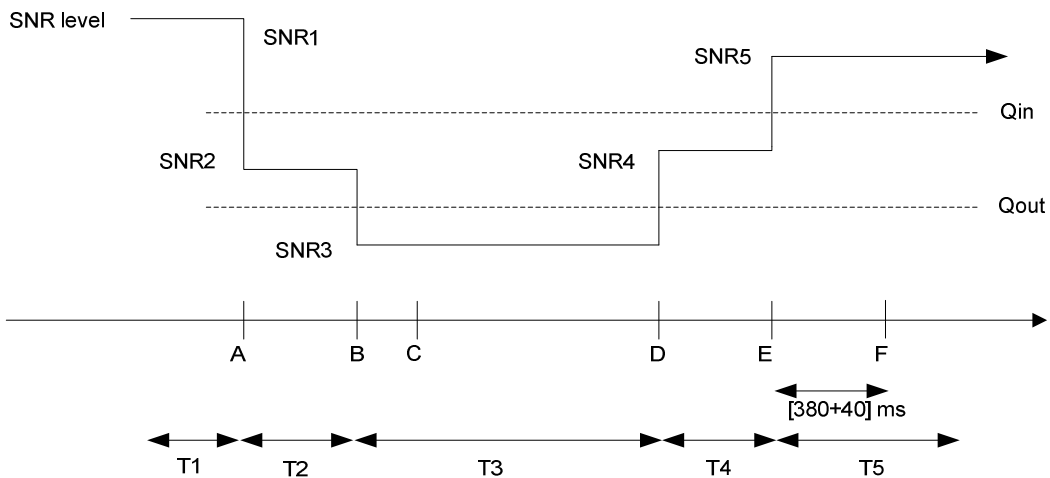 SNR level
SNR1
SNR5
Qin
SNR2
SNR4
Qout
SNR3
A
B
C
D
E
F
[380+40] ms
T1
T2
T3
T4
T5